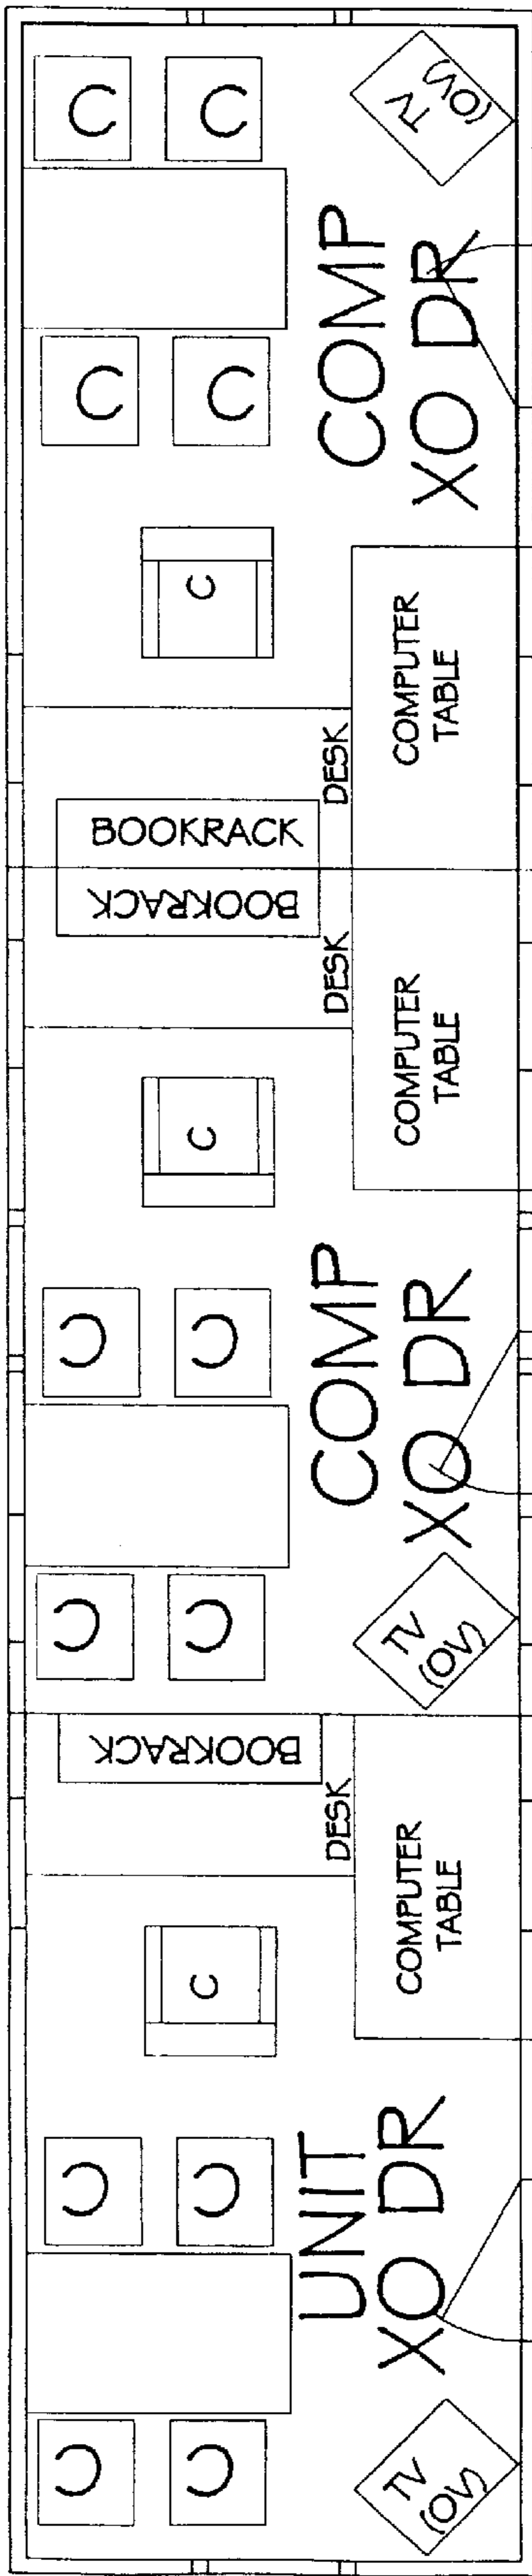 C
C
TV
(OV)
C
C
COMP
XO DR
C
COMPUTER
TABLE
DESK
BOOKRACK
BOOKRACK
DESK
COMPUTER
TABLE
C
C
C
COMP
XO DR
C
C
TV
(OV)
BOOKRACK
DESK
COMPUTER
TABLE
C
C
C
UNIT
XO DR
C
C
TV
(OV)